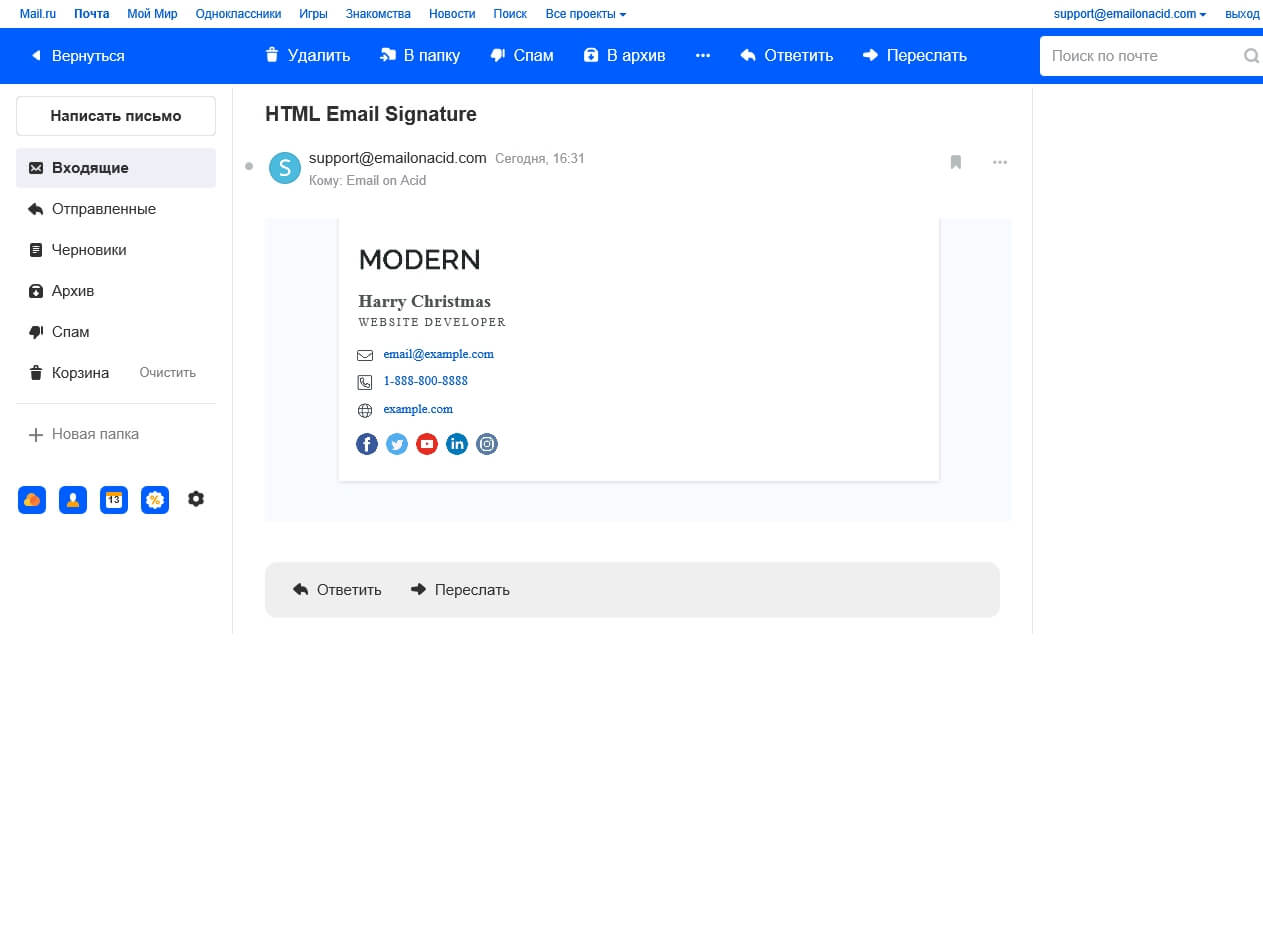 Mail.ru Почта Мой Мир Одноклассники Игры Знакомства Новости Поиск Все проекты support@emailonacid.com выход
Вернуться Удалить В папку Спам В архив Ответить Переслать Поиск по почте
Написать письмо
Входящие
Отправленные
Черновики
Архив
Спам
Корзина Очистить
Новая папка
13 %
HTML Email Signature
S support@emailonacid.com Сегодня, 16:31
Кому: Email on Acid
MODERN
Harry Christmas
WEBSITE DEVELOPER
email@example.com
1-888-800-8888
example.com
f in
Ответить Переслать